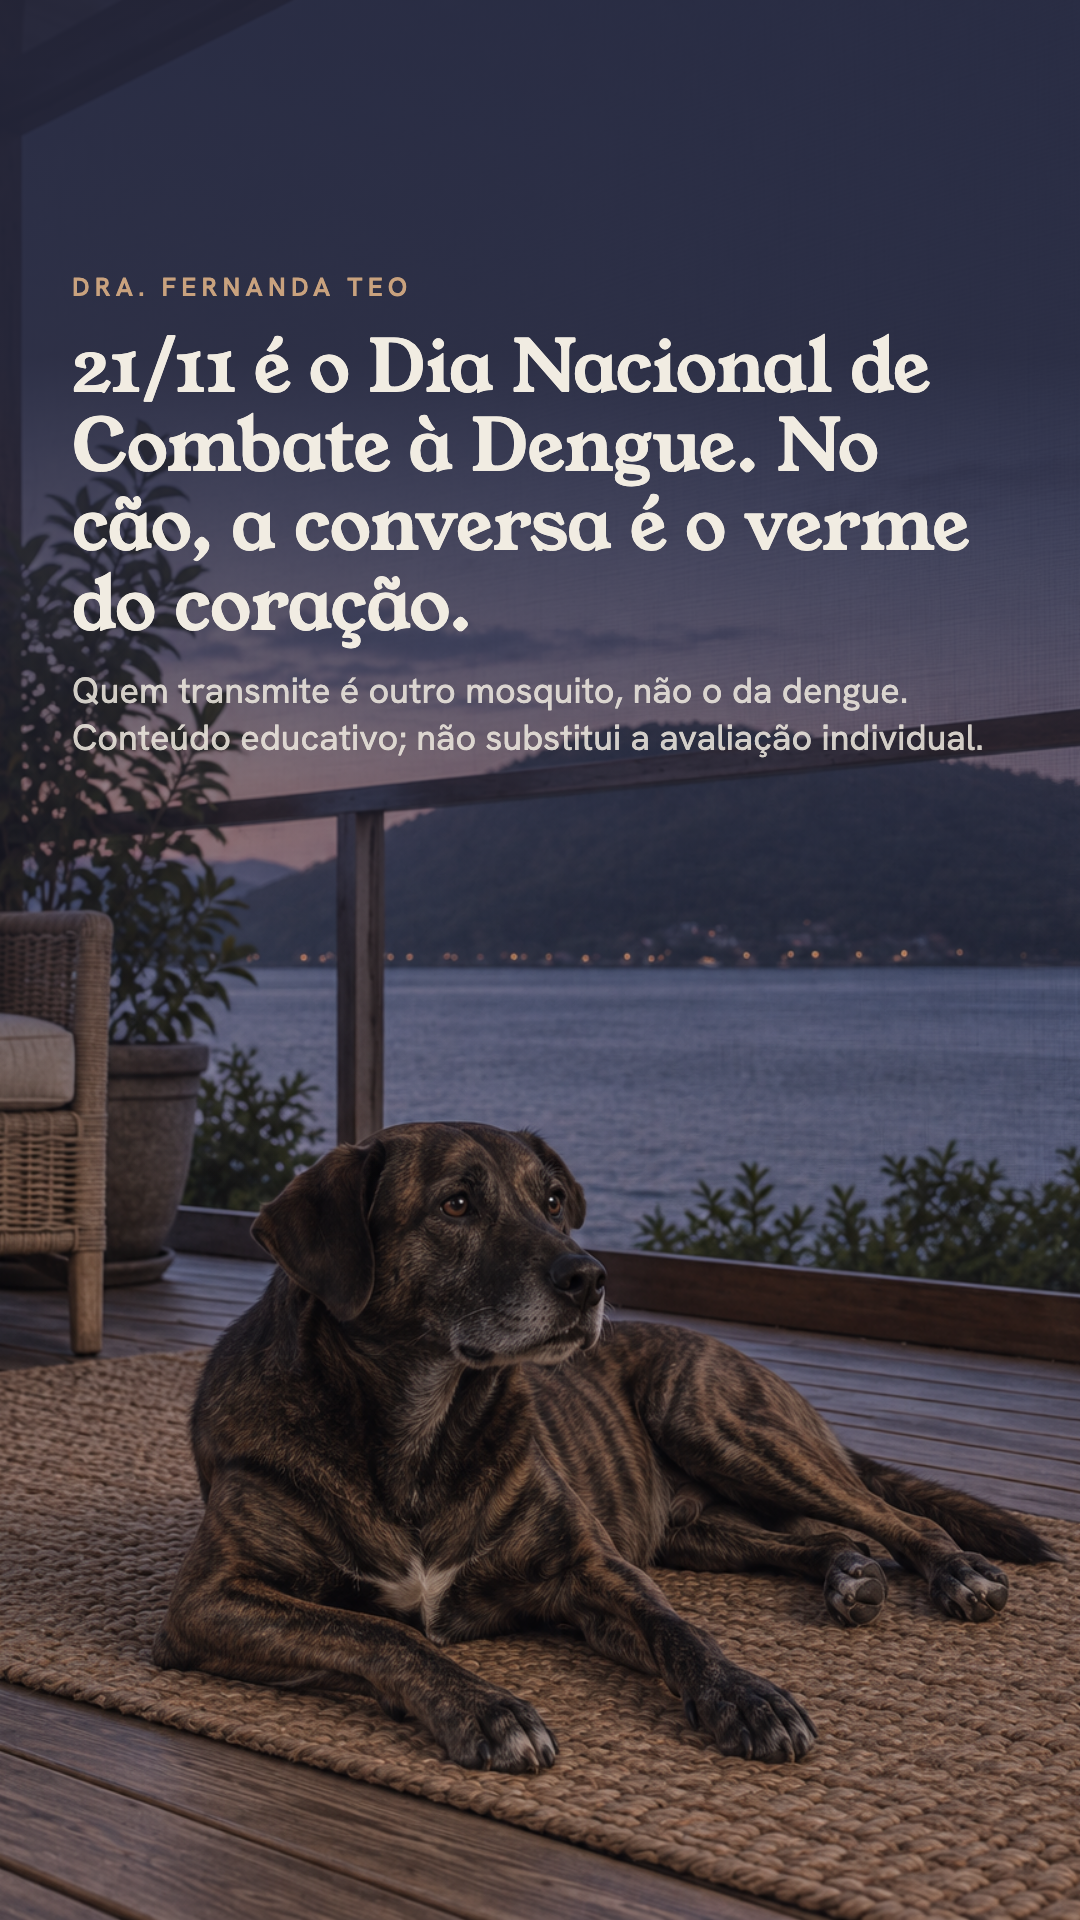 DRA. FERNANDA TEO
21/11 é o Dia Nacional de
Combate à Dengue. No
cão, a conversa é o verme
do coração.
Quem transmite é outro mosquito, não o da dengue.
Conteúdo educativo; não substitui a avaliação individual.